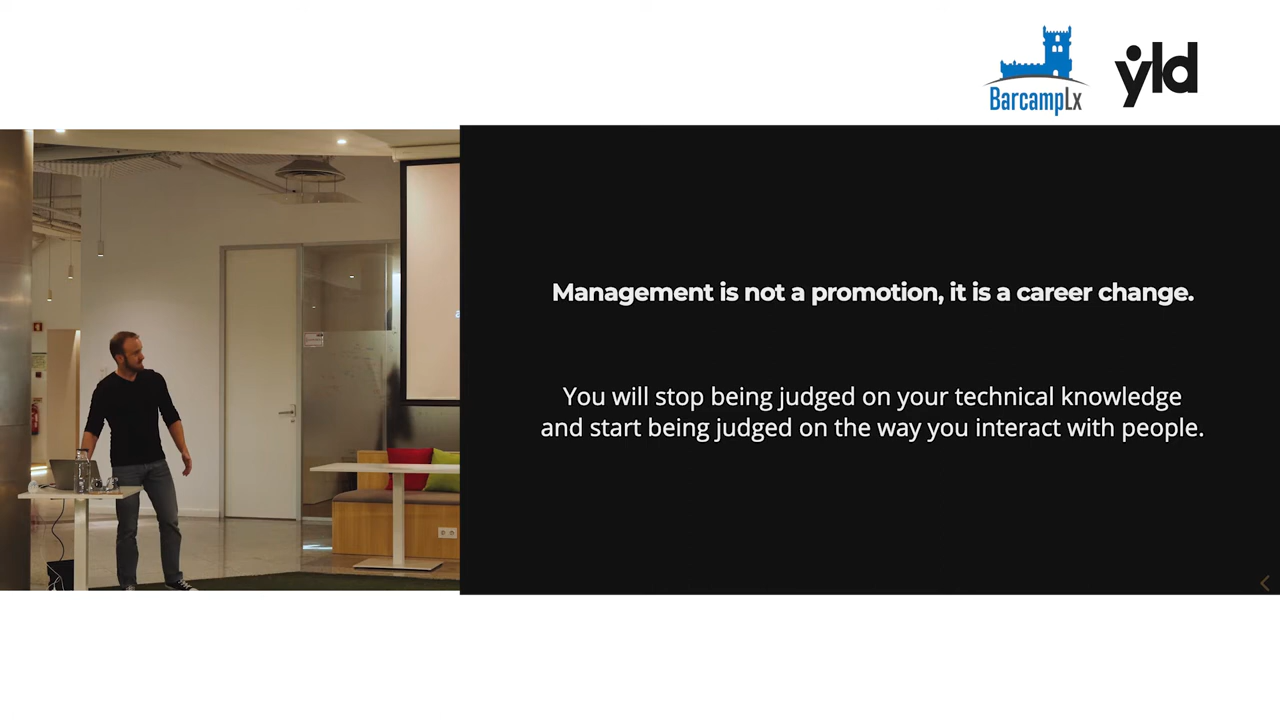 BarcampLx
yld
Management is not a promotion, it is a career change.
You will stop being judged on your technical knowledge
and start being judged on the way you interact with people.